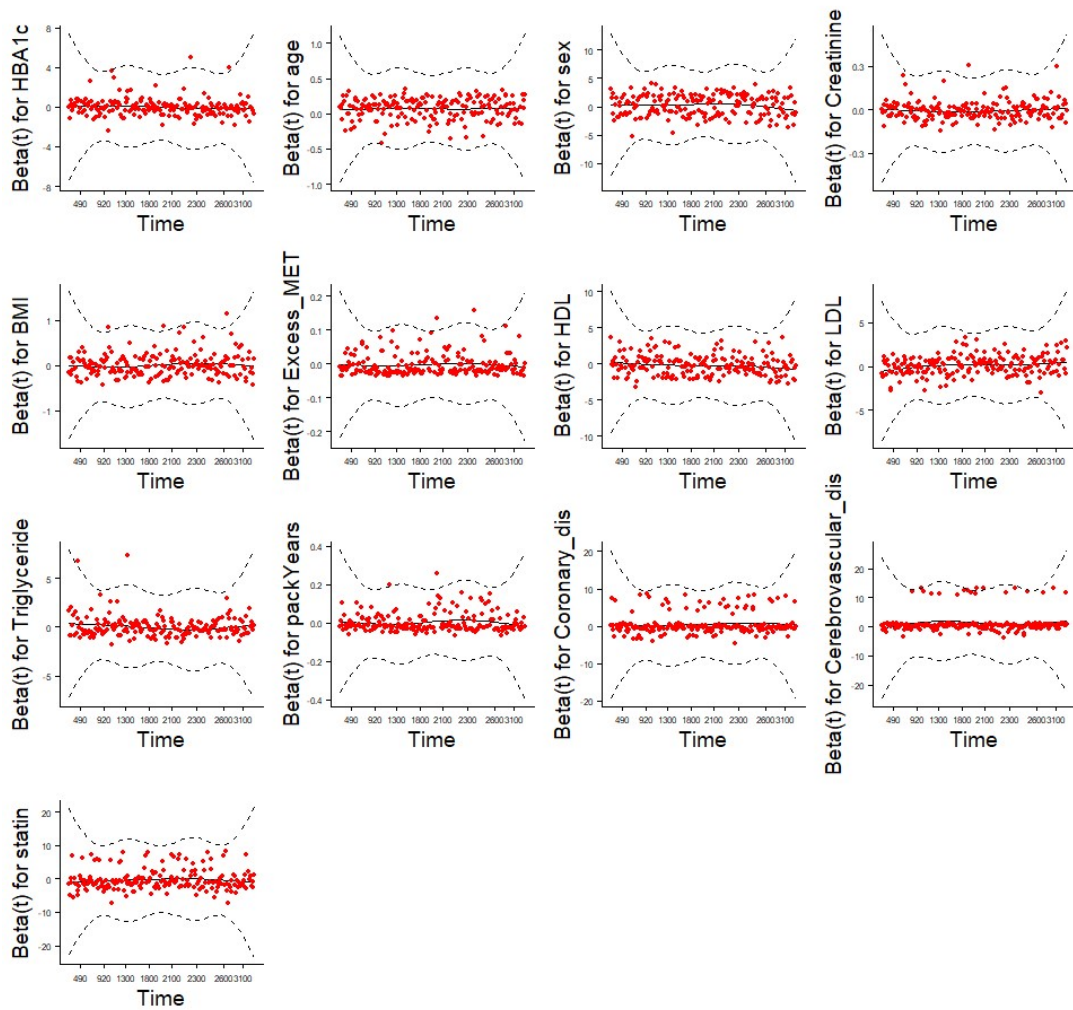 Beta(t) for HBA1c
8
4
0
-4
-8
490 920 1300 1800 2100 2300 2600 3100
Time
Beta(t) for age
1.0
0.5
0.0
-0.5
-1.0
490 920 1300 1800 2100 2300 2600 3100
Time
Beta(t) for sex
10
5
0
-5
-10
490 920 1300 1800 2100 2300 2600 3100
Time
Beta(t) for Creatinine
0.3
0.0
-0.3
490 920 1300 1800 2100 2300 2600 3100
Time
Beta(t) for BMI
1
0
-1
490 920 1300 1800 2100 2300 2600 3100
Time
Beta(t) for Excess_MET
0.2
0.1
0.0
-0.1
-0.2
490 920 1300 1800 2100 2300 2600 3100
Time
Beta(t) for HDL
10
5
0
-5
-10
490 920 1300 1800 2100 2300 2600 3100
Time
Beta(t) for LDL
5
0
-5
490 920 1300 1800 2100 2300 2600 3100
Time
Beta(t) for Triglyceride
5
0
-5
490 920 1300 1800 2100 2300 2600 3100
Time
Beta(t) for packYears
0.4
0.2
0.0
-0.2
-0.4
490 920 1300 1800 2100 2300 2600 3100
Time
Beta(t) for Coronary_dis
20
10
0
-10
-20
490 920 1300 1800 2100 2300 2600 3100
Time
Beta(t) for Cerebrovascular_dis
20
10
0
-10
-20
490 920 1300 1800 2100 2300 2600 3100
Time
Beta(t) for statin
20
10
0
-10
-20
490 920 1300 1800 2100 2300 2600 3100
Time